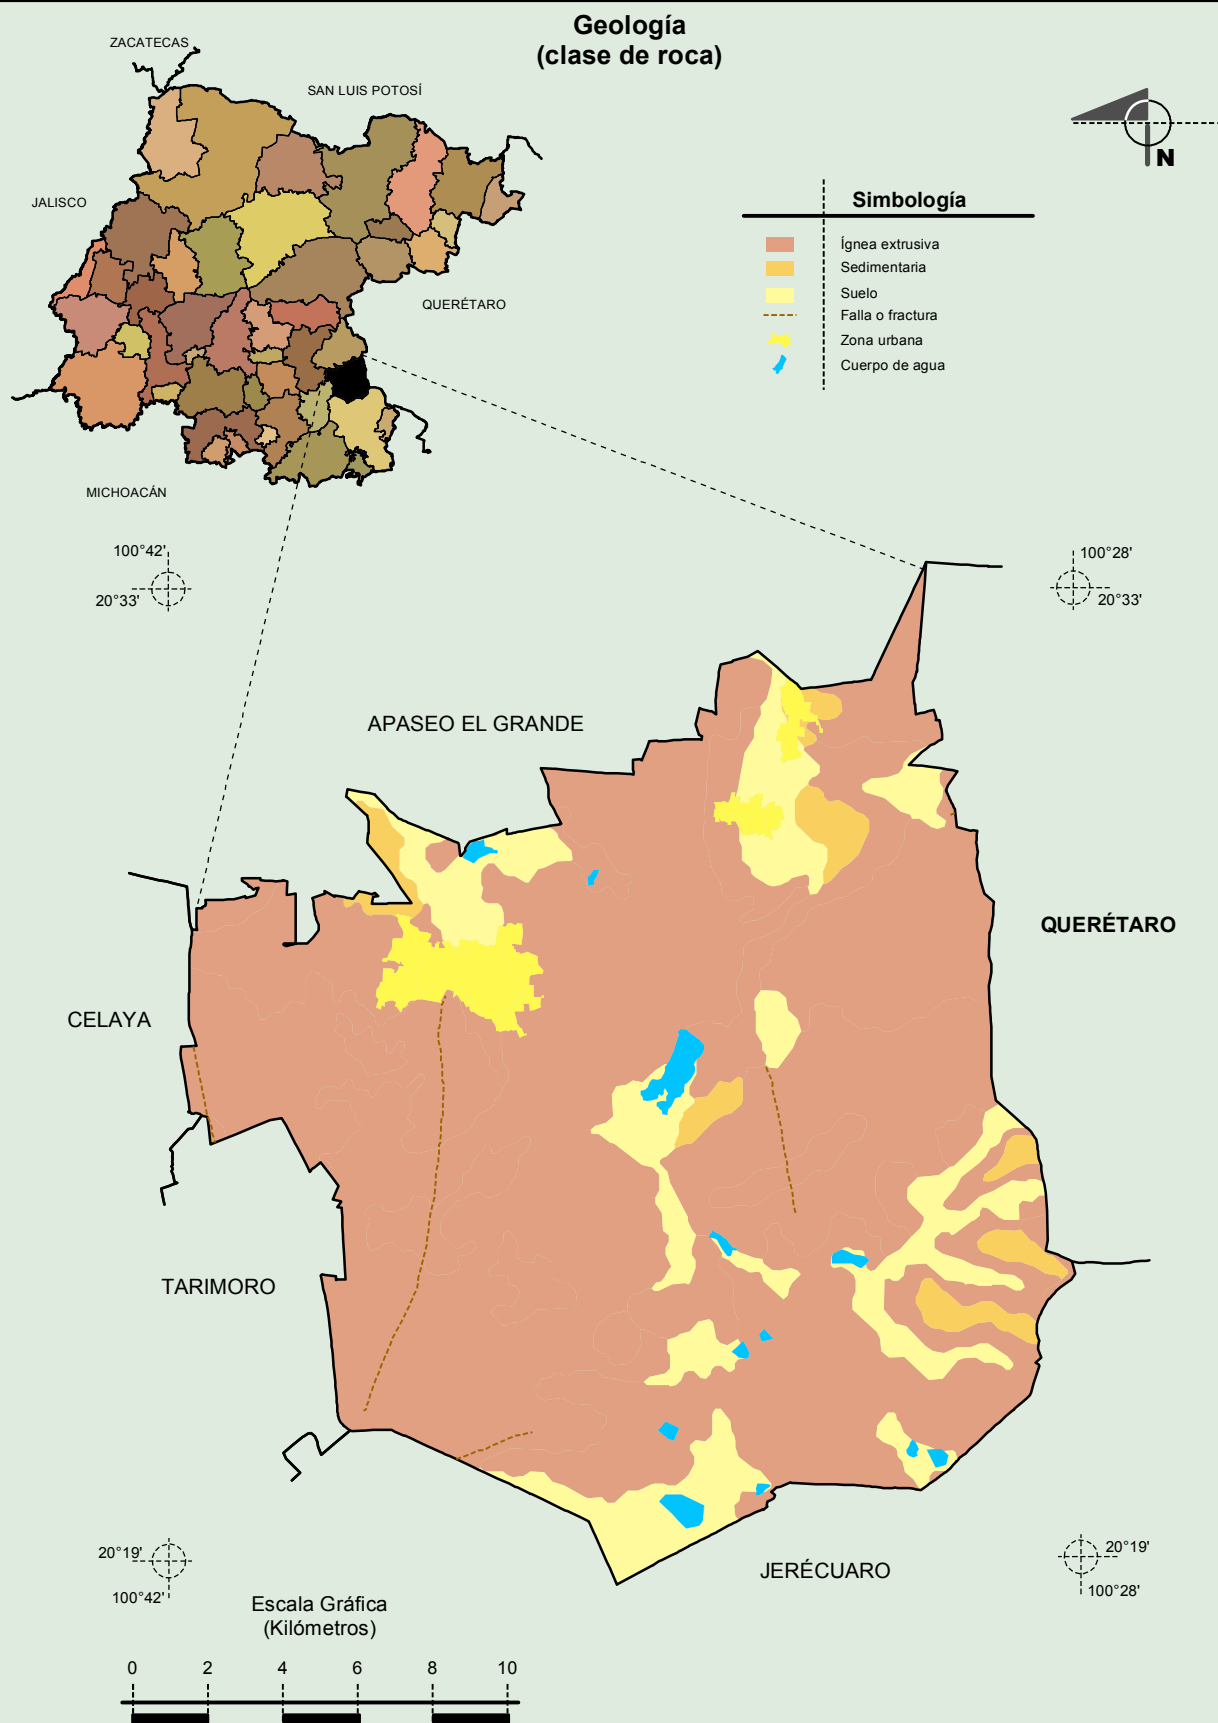 Geología
(clase de roca)
ZACATECAS
SAN LUIS POTOSÍ
JALISCO
QUERÉTARO
MICHOACÁN
N
Simbología
Ígnea extrusiva
Sedimentaria
Suelo
Falla o fractura
Zona urbana
Cuerpo de agua
100°42'
20°33'
100°28'
20°33'
APASEO EL GRANDE
QUERÉTARO
CELAYA
TARIMORO
JERÉCUARO
20°19'
100°42'
20°19'
100°28'
Escala Gráfica
(Kilómetros)
0 2 4 6 8 10